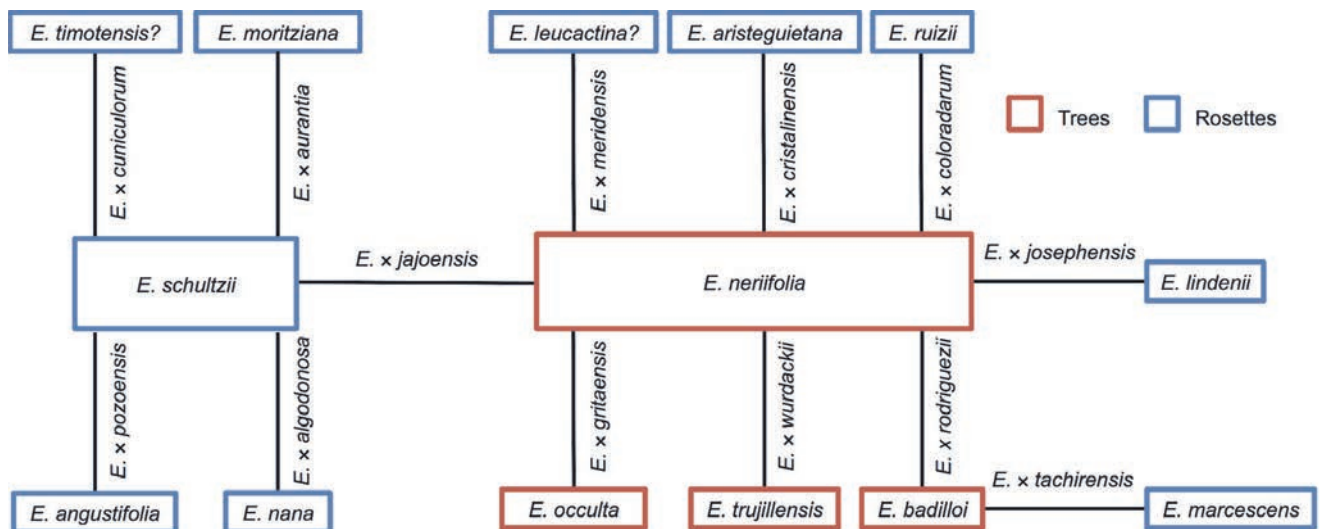 E. timotensis?
E. moritziana
E. leucactina?
E. aristeguietana
E. ruizii
Trees
Rosettes
E. × cuniculorum
E. × aurantia
E. × meridensis
E. × cristalinensis
E. × coloradarum
E. schultzii
E. × jajoensis
E. neriifolia
E. × josephensis
E. lindenii
E. × pozoensis
E. × algodonosa
E. × gritaensis
E. × wurdackii
E. x rodriguezii
E. angustifolia
E. nana
E. occulta
E. trujillensis
E. badilloi
E. × tachirensis
E. marcescens